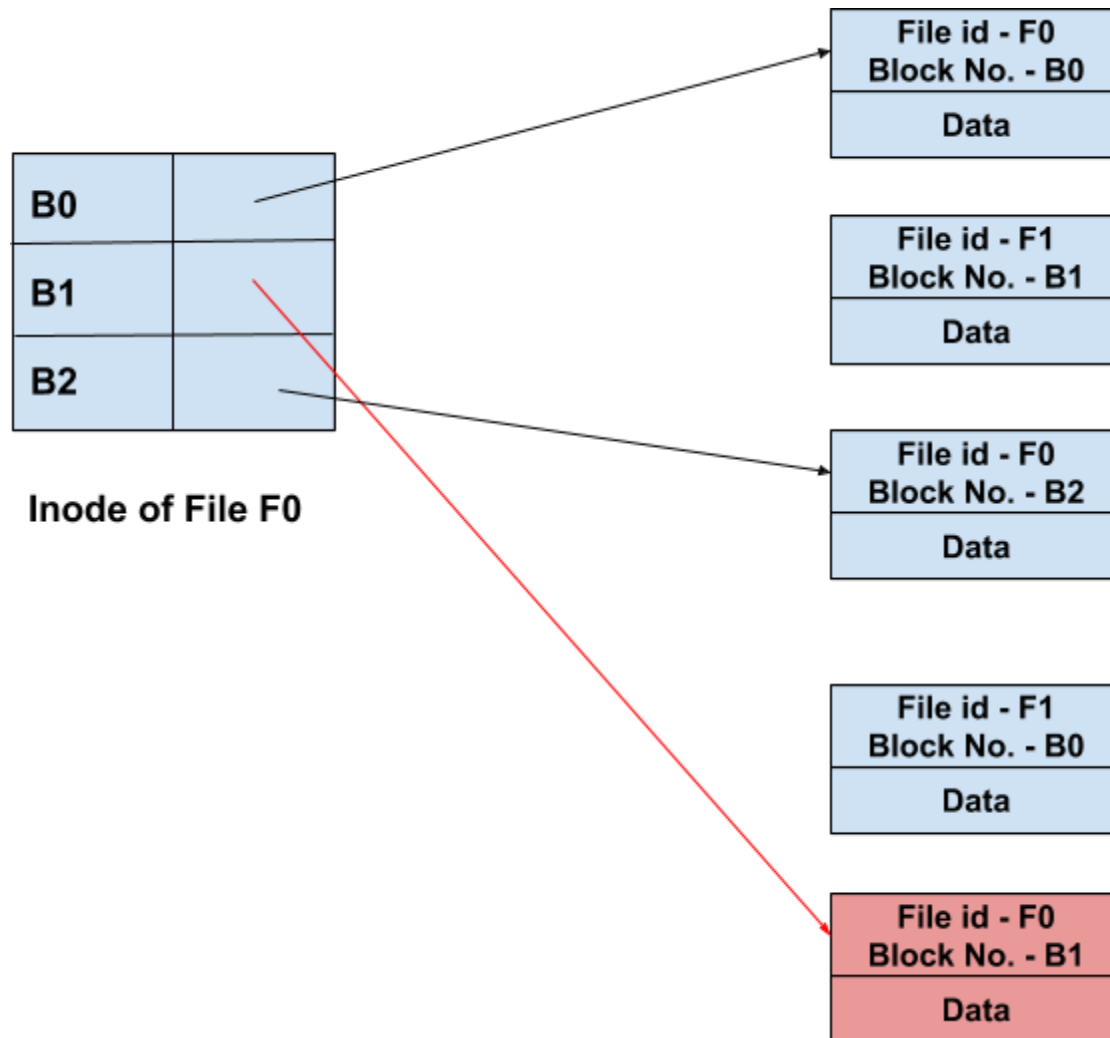 B0
B1
B2
Inode of File F0
File id - F0
Block No. - B0
Data
File id - F1
Block No. - B1
Data
File id - F0
Block No. - B2
Data
File id - F1
Block No. - B0
Data
File id - F0
Block No. - B1
Data